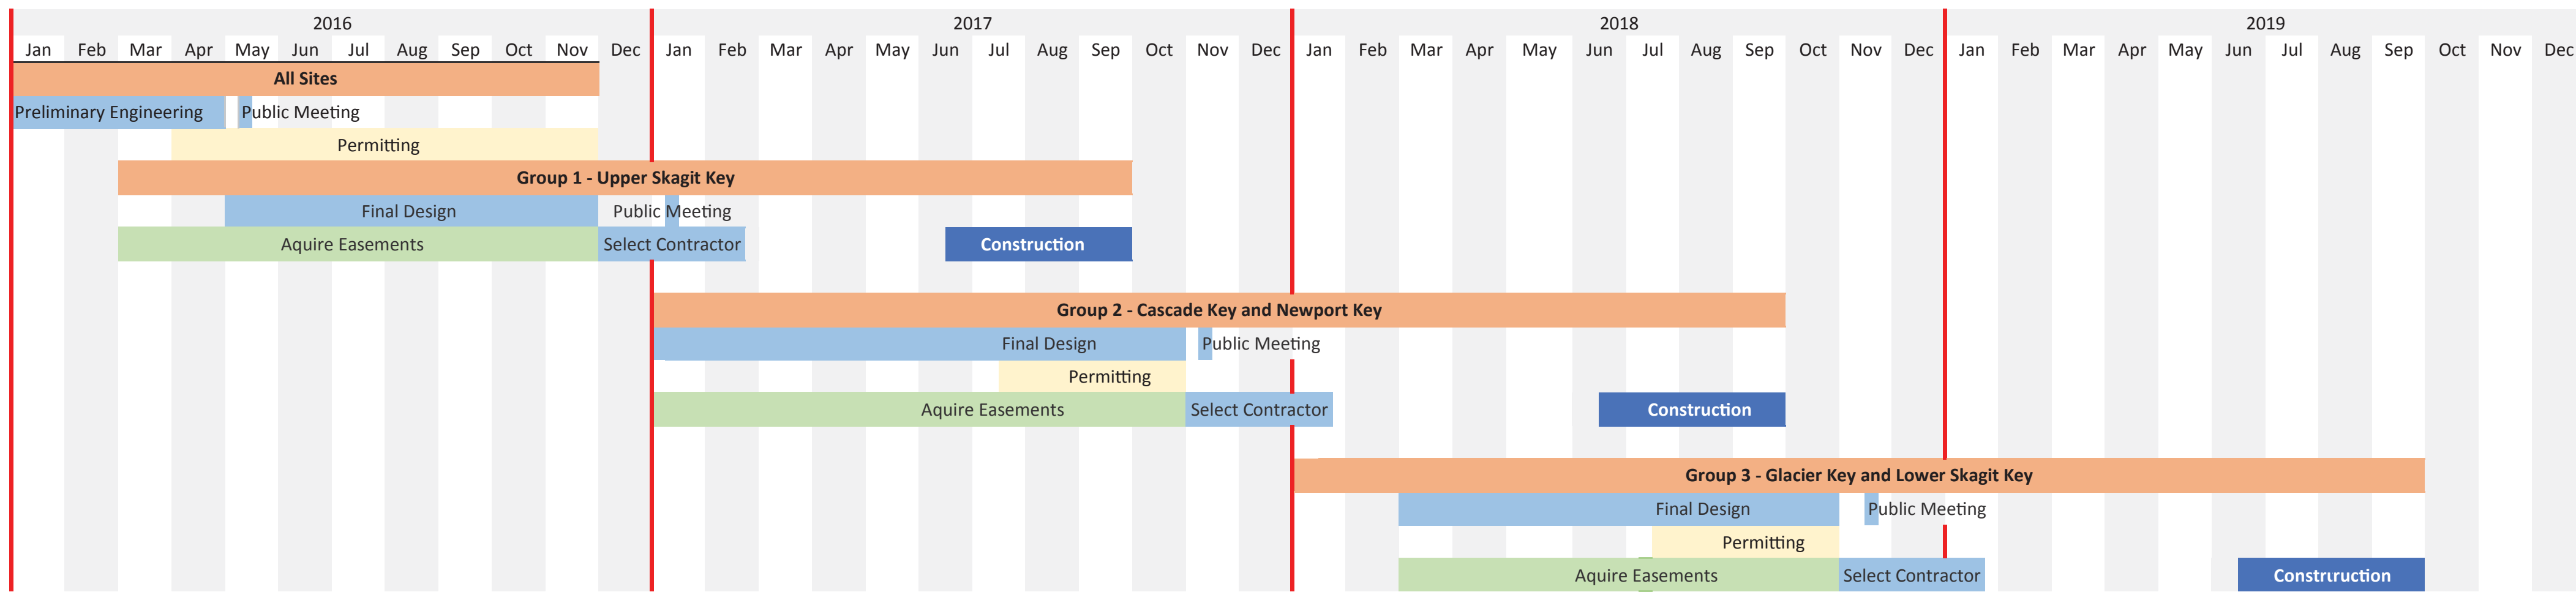 2016 2017 2018 2019
Jan Feb Mar Apr May Jun Jul Aug Sep Oct Nov Dec Jan Feb Mar Apr May Jun Jul Aug Sep Oct Nov Dec Jan Feb Mar Apr May Jun Jul Aug Sep Oct Nov Dec Jan Feb Mar Apr May Jun Jul Aug Sep Oct Nov Dec
All Sites
Preliminary Engineering Public Meeting
Permitting
Group 1 - Upper Skagit Key
Final Design Public Meeting
Aquire Easements Select Contractor Construction
Group 2 - Cascade Key and Newport Key
Final Design Public Meeting
Permitting
Aquire Easements Select Contractor Construction
Group 3 - Glacier Key and Lower Skagit Key
Final Design Public Meeting
Permitting
Aquire Easements Select Contractor Construruction